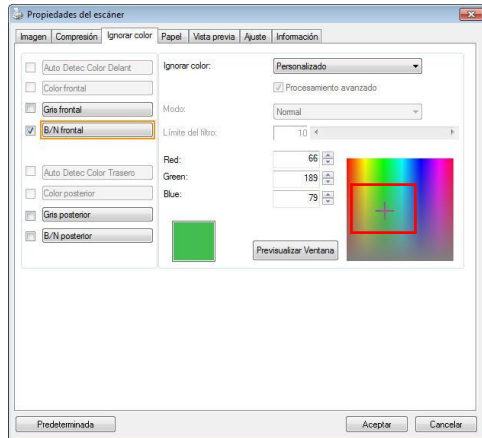 Propiedades del escáner
Imagen Compresión Ignorar color Papel Vista previa Ajuste Información
Auto Detec Color Delant
Color frontal
Gris frontal
B/N frontal
Auto Detec Color Trasero
Color posterior
Gris posterior
B/N posterior
Ignorar color: Personalizado
Procesamiento avanzado
Modo: Normal
Límite del filtro: 10
Red: 66
Green: 189
Blue: 79
Previsualizar Ventana
Predeterminada Aceptar Cancelar